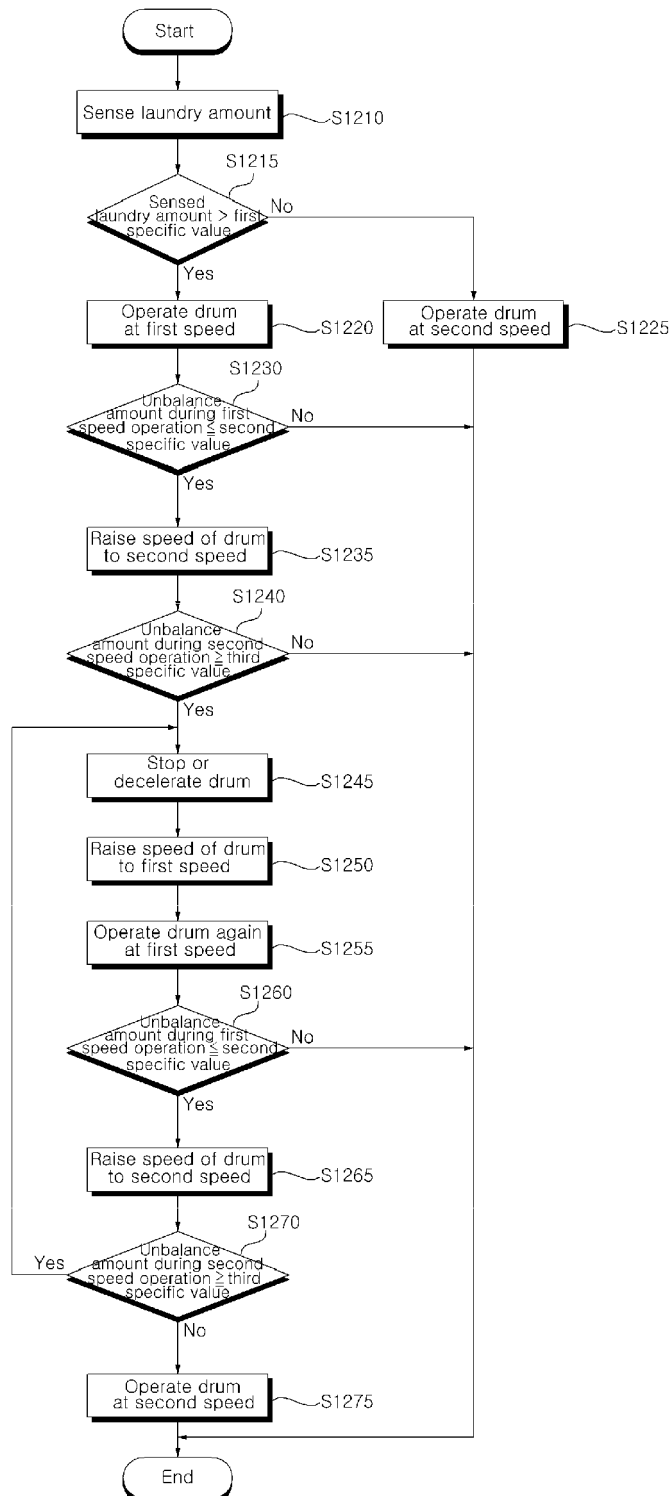 Start
Sense laundry amount
S1210
S1215
Sensed
laundry amount > first
specific value
No
Yes
Operate drum
at first speed
S1220
Operate drum
at second speed
S1225
S1230
Unbalance
amount during first
speed operation ≦ second
specific value
No
Yes
Raise speed of drum
to second speed
S1235
S1240
Unbalance
amount during second
speed operation ≧ third
specific value
No
Yes
Stop or
decelerate drum
S1245
Raise speed of drum
to first speed
S1250
Operate drum again
at first speed
S1255
S1260
Unbalance
amount during first
speed operation ≦ second
specific value
No
Yes
Raise speed of drum
to second speed
S1265
S1270
Unbalance
amount during second
speed operation ≧ third
specific value
Yes
No
Operate drum
at second speed
S1275
End